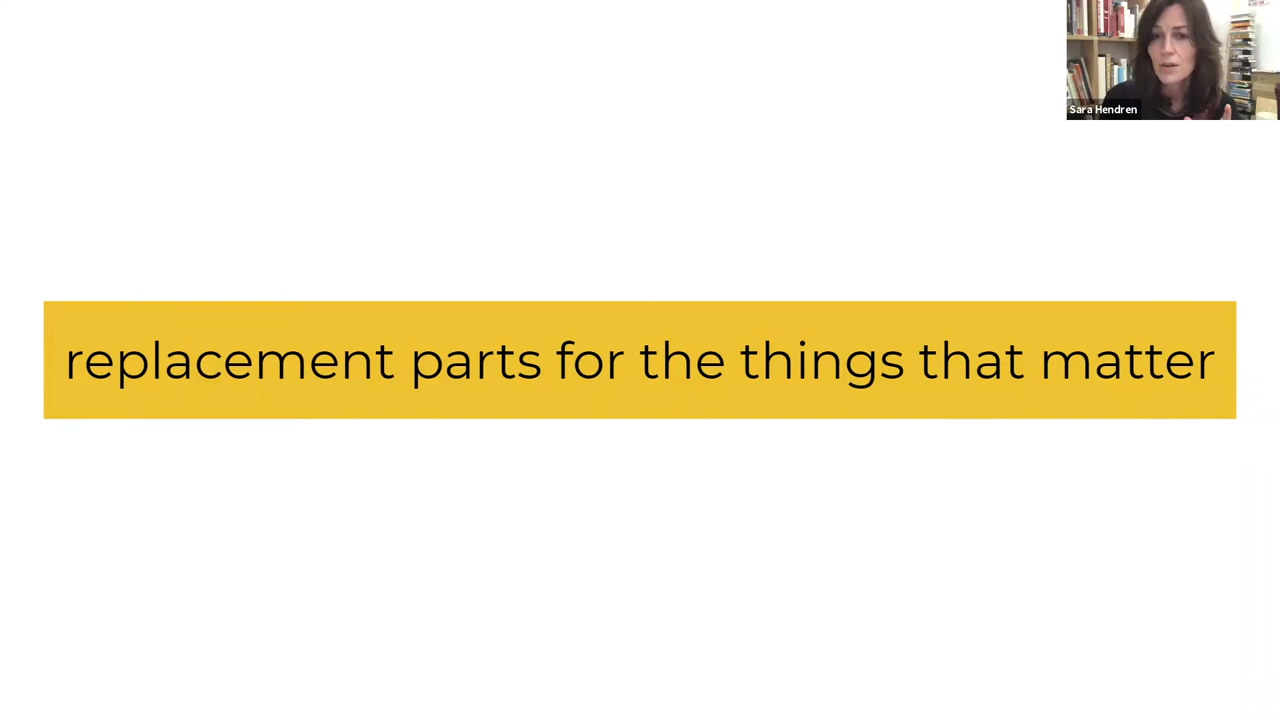 Sara Hendren
replacement parts for the things that matter